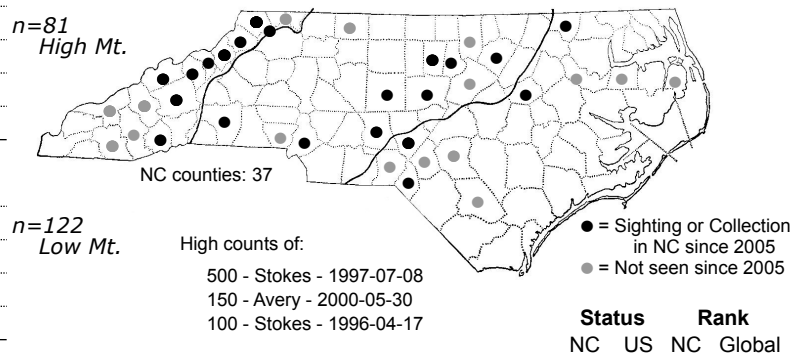 n=81
High Mt.
NC counties: 37
n=122
Low Mt.
High counts of:
500 - Stokes - 1997-07-08
150 - Avery - 2000-05-30
100 - Stokes - 1996-04-17
= Sighting or Collection
in NC since 2005
= Not seen since 2005
Status Rank
NC US NC Global